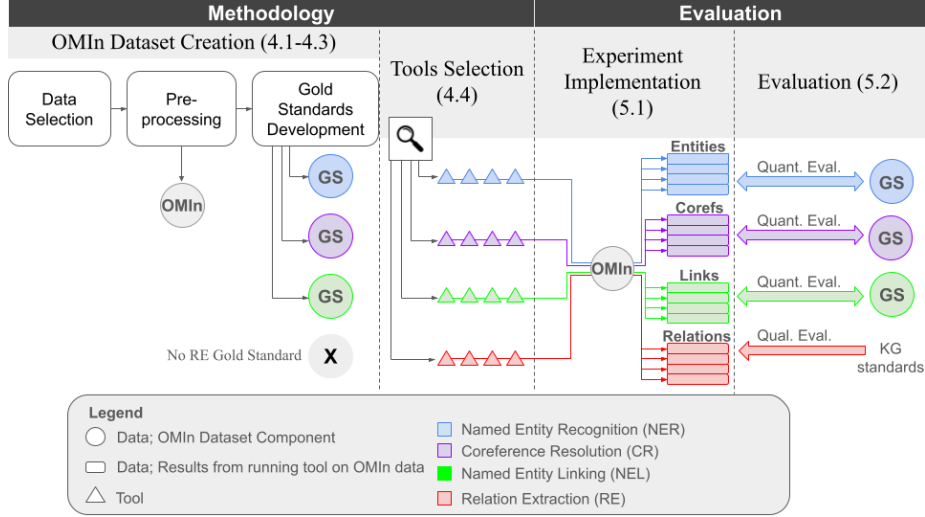 Methodology
Evaluation
OMIn Dataset Creation (4.1-4.3)
Tools Selection
(4.4)
Experiment
Implementation
(5.1)
Evaluation (5.2)
Data
Selection
Pre-
processing
Gold
Standards
Development
OMIn
GS
GS
GS
No RE Gold Standard
X
OMIn
Entities
Corefs
Links
Relations
Quant. Eval.
GS
Quant. Eval.
GS
Quant. Eval.
GS
Qual. Eval.
KG
standards
Legend
Data; OMIn Dataset Component
Data; Results from running tool on OMIn data
Tool
Named Entity Recognition (NER)
Coreference Resolution (CR)
Named Entity Linking (NEL)
Relation Extraction (RE)